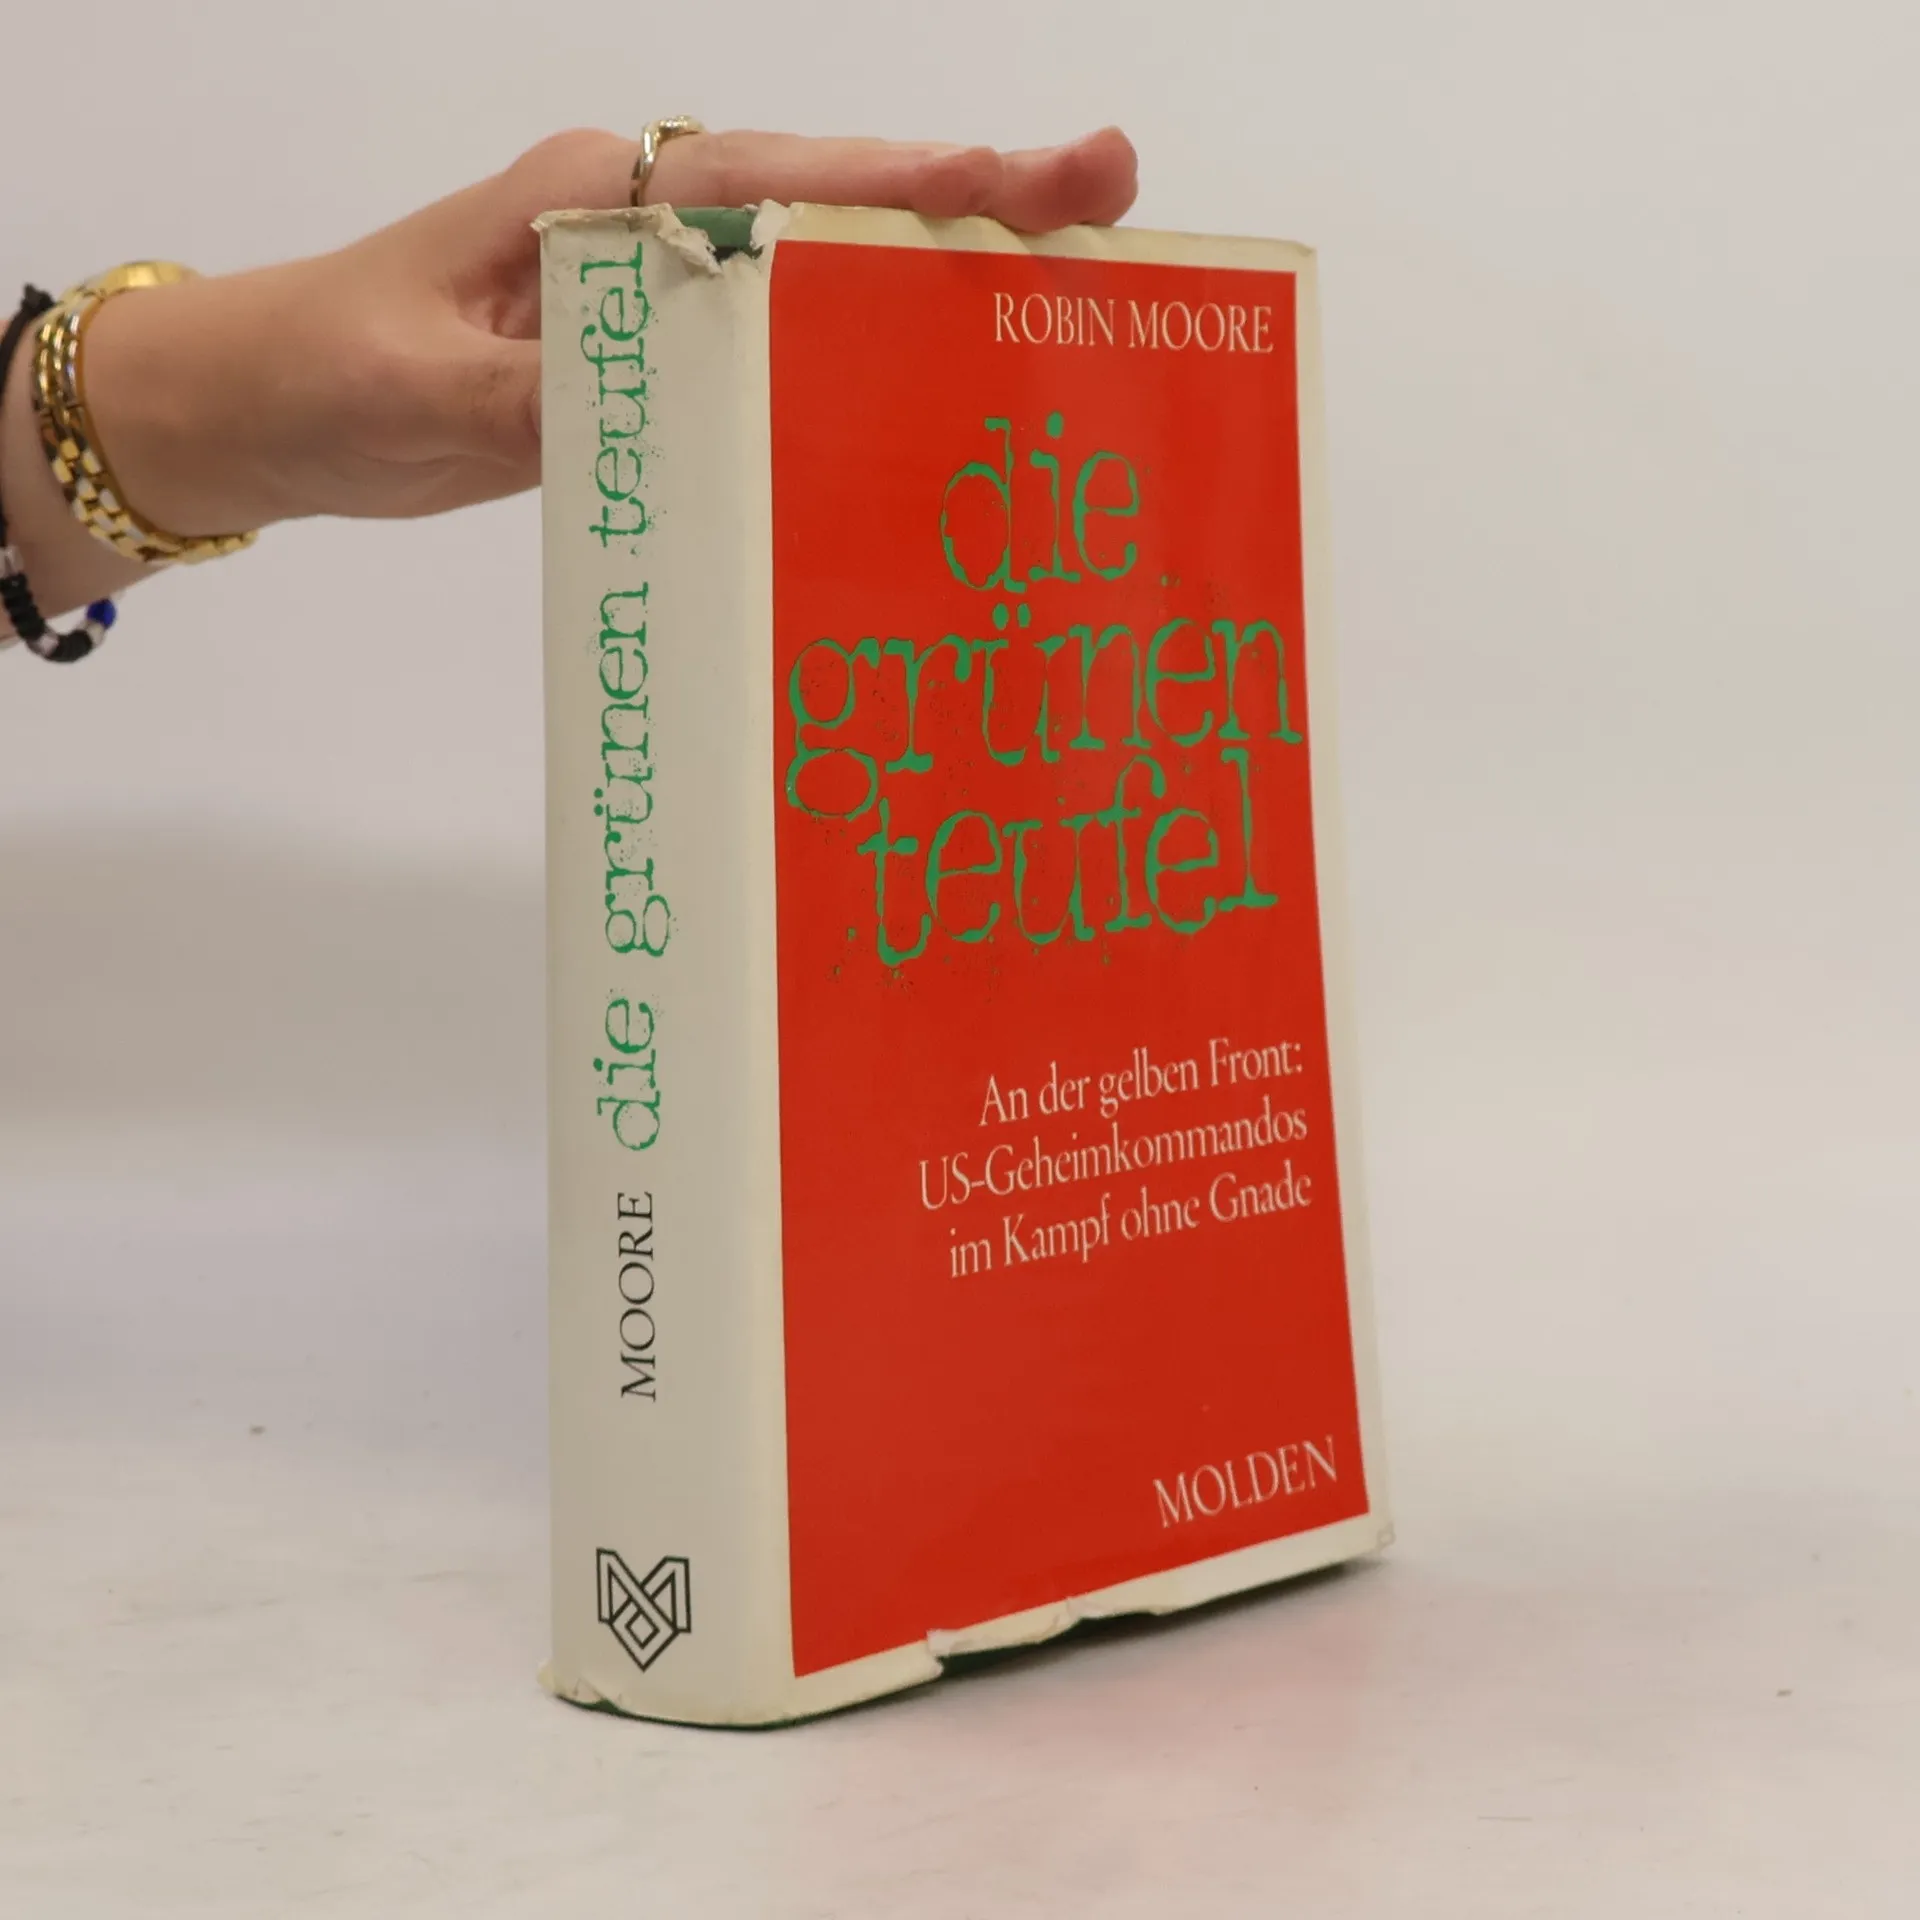 MOORE die grünen teufel
ROBIN MOORE
die
grünen
teufel
An der gelben Front:
US-Geheimkommandos
im Kampf ohne Gnade
MOLDEN